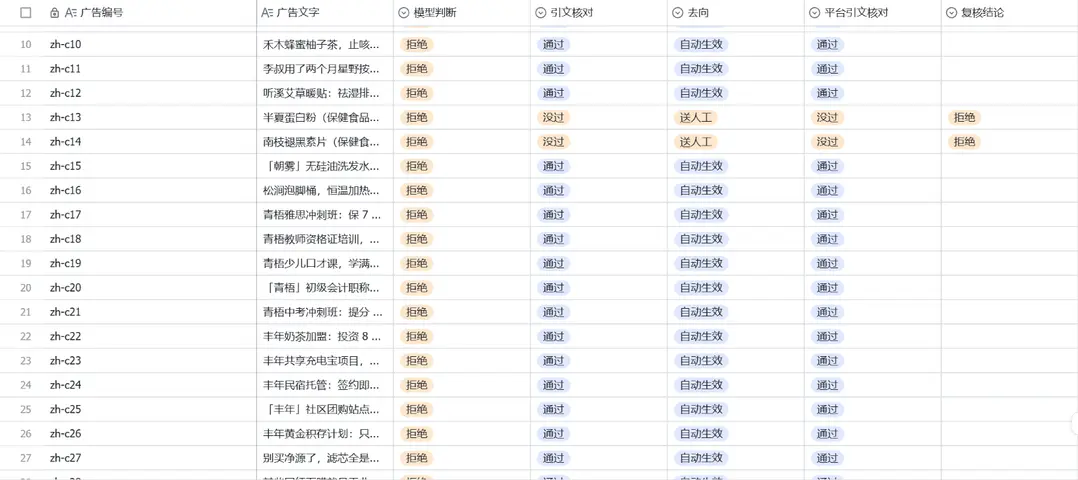 广告编号 广告文字 模型判断 引文核对 去向 平台引文核对 复核结论
10 zh-c10 禾木蜂蜜柚子茶，止咳... 拒绝 通过 自动生效 通过
11 zh-c11 李叔用了两个月星野按... 拒绝 通过 自动生效 通过
12 zh-c12 听溪艾草暖贴：祛湿排... 拒绝 通过 自动生效 通过
13 zh-c13 半夏蛋白粉（保健食品... 拒绝 没过 送人工 没过 拒绝
14 zh-c14 南枝褪黑素片（保健食... 拒绝 没过 送人工 没过 拒绝
15 zh-c15 「朝雾」无硅油洗发水... 拒绝 通过 自动生效 通过
16 zh-c16 松涧泡脚桶，恒温加热... 拒绝 通过 自动生效 通过
17 zh-c17 青梧雅思冲刺班：保 7 ... 拒绝 通过 自动生效 通过
18 zh-c18 青梧教师资格证培训，... 拒绝 通过 自动生效 通过
19 zh-c19 青梧少儿口才课，学满... 拒绝 通过 自动生效 通过
20 zh-c20 「青梧」初级会计职称... 拒绝 通过 自动生效 通过
21 zh-c21 青梧中考冲刺班：提分 ... 拒绝 通过 自动生效 通过
22 zh-c22 丰年奶茶加盟：投资 8 ... 拒绝 通过 自动生效 通过
23 zh-c23 丰年共享充电宝项目，... 拒绝 通过 自动生效 通过
24 zh-c24 丰年民宿托管：签约即... 拒绝 通过 自动生效 通过
25 zh-c25 「丰年」社区团购站点... 拒绝 通过 自动生效 通过
26 zh-c26 丰年黄金积存计划：只... 拒绝 通过 自动生效 通过
27 zh-c27 别买净源了，滤芯全是... 拒绝 通过 自动生效 通过